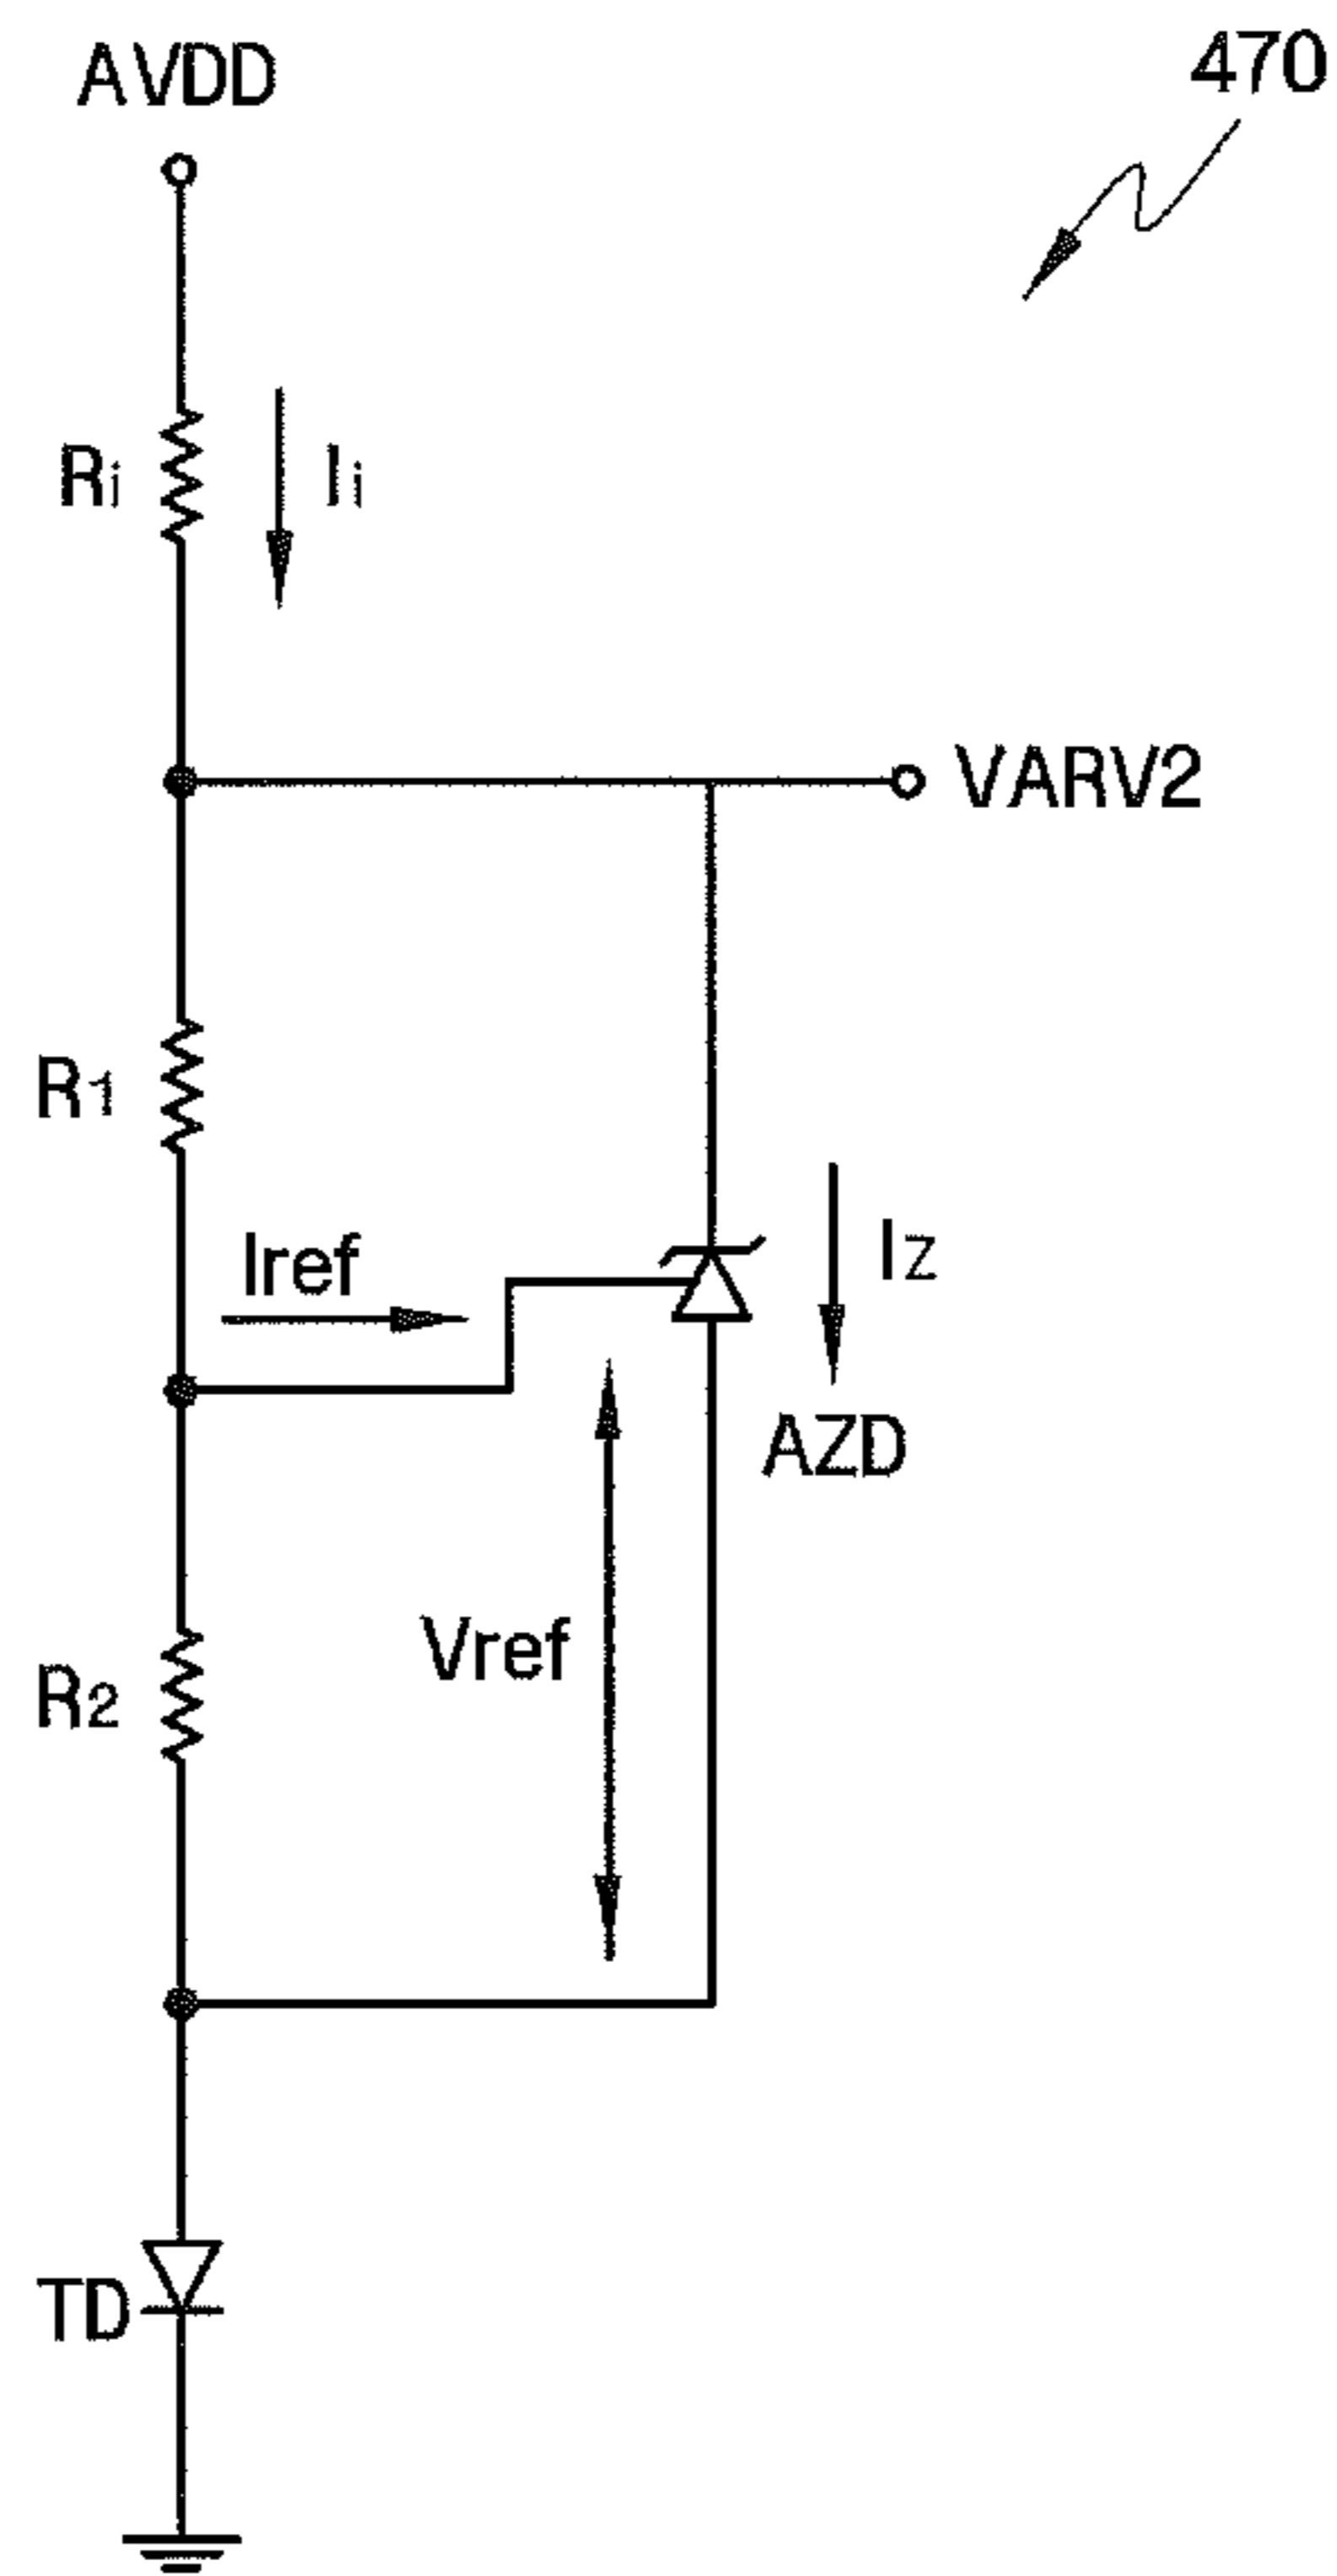 AVDD
470
Ri
Ii
VARV2
R1
Iref
IZ
AZD
Vref
R2
TD